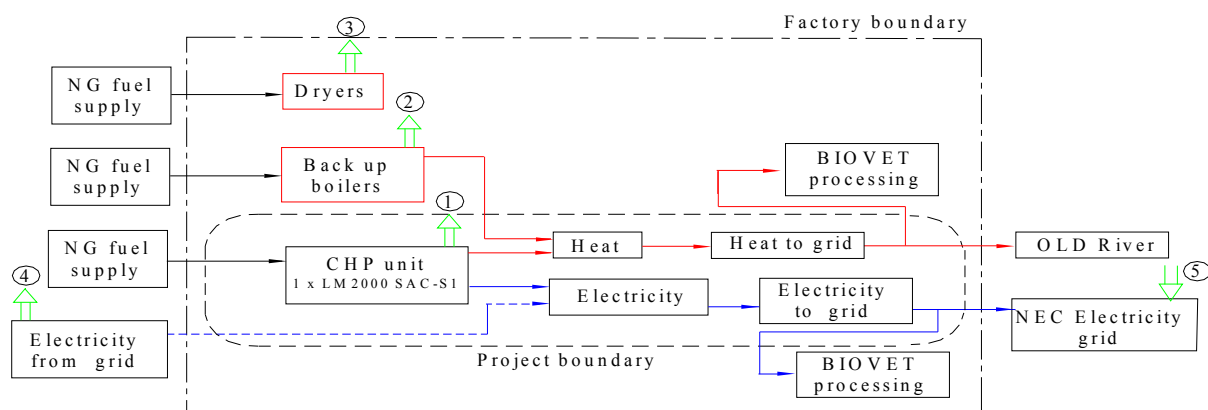 Factory boundary
3
NG fuel
supply
Dryers
2
NG fuel
supply
Back up
boilers
BIOVET
processing
1
NG fuel
supply
CHP unit
1 x LM2000 SAC-S1
Heat
Heat to grid
OLD River
4
5
Electricity
from grid
Electricity
Electricity
to grid
NEC Electricity
grid
Project boundary
BIOVET
processing